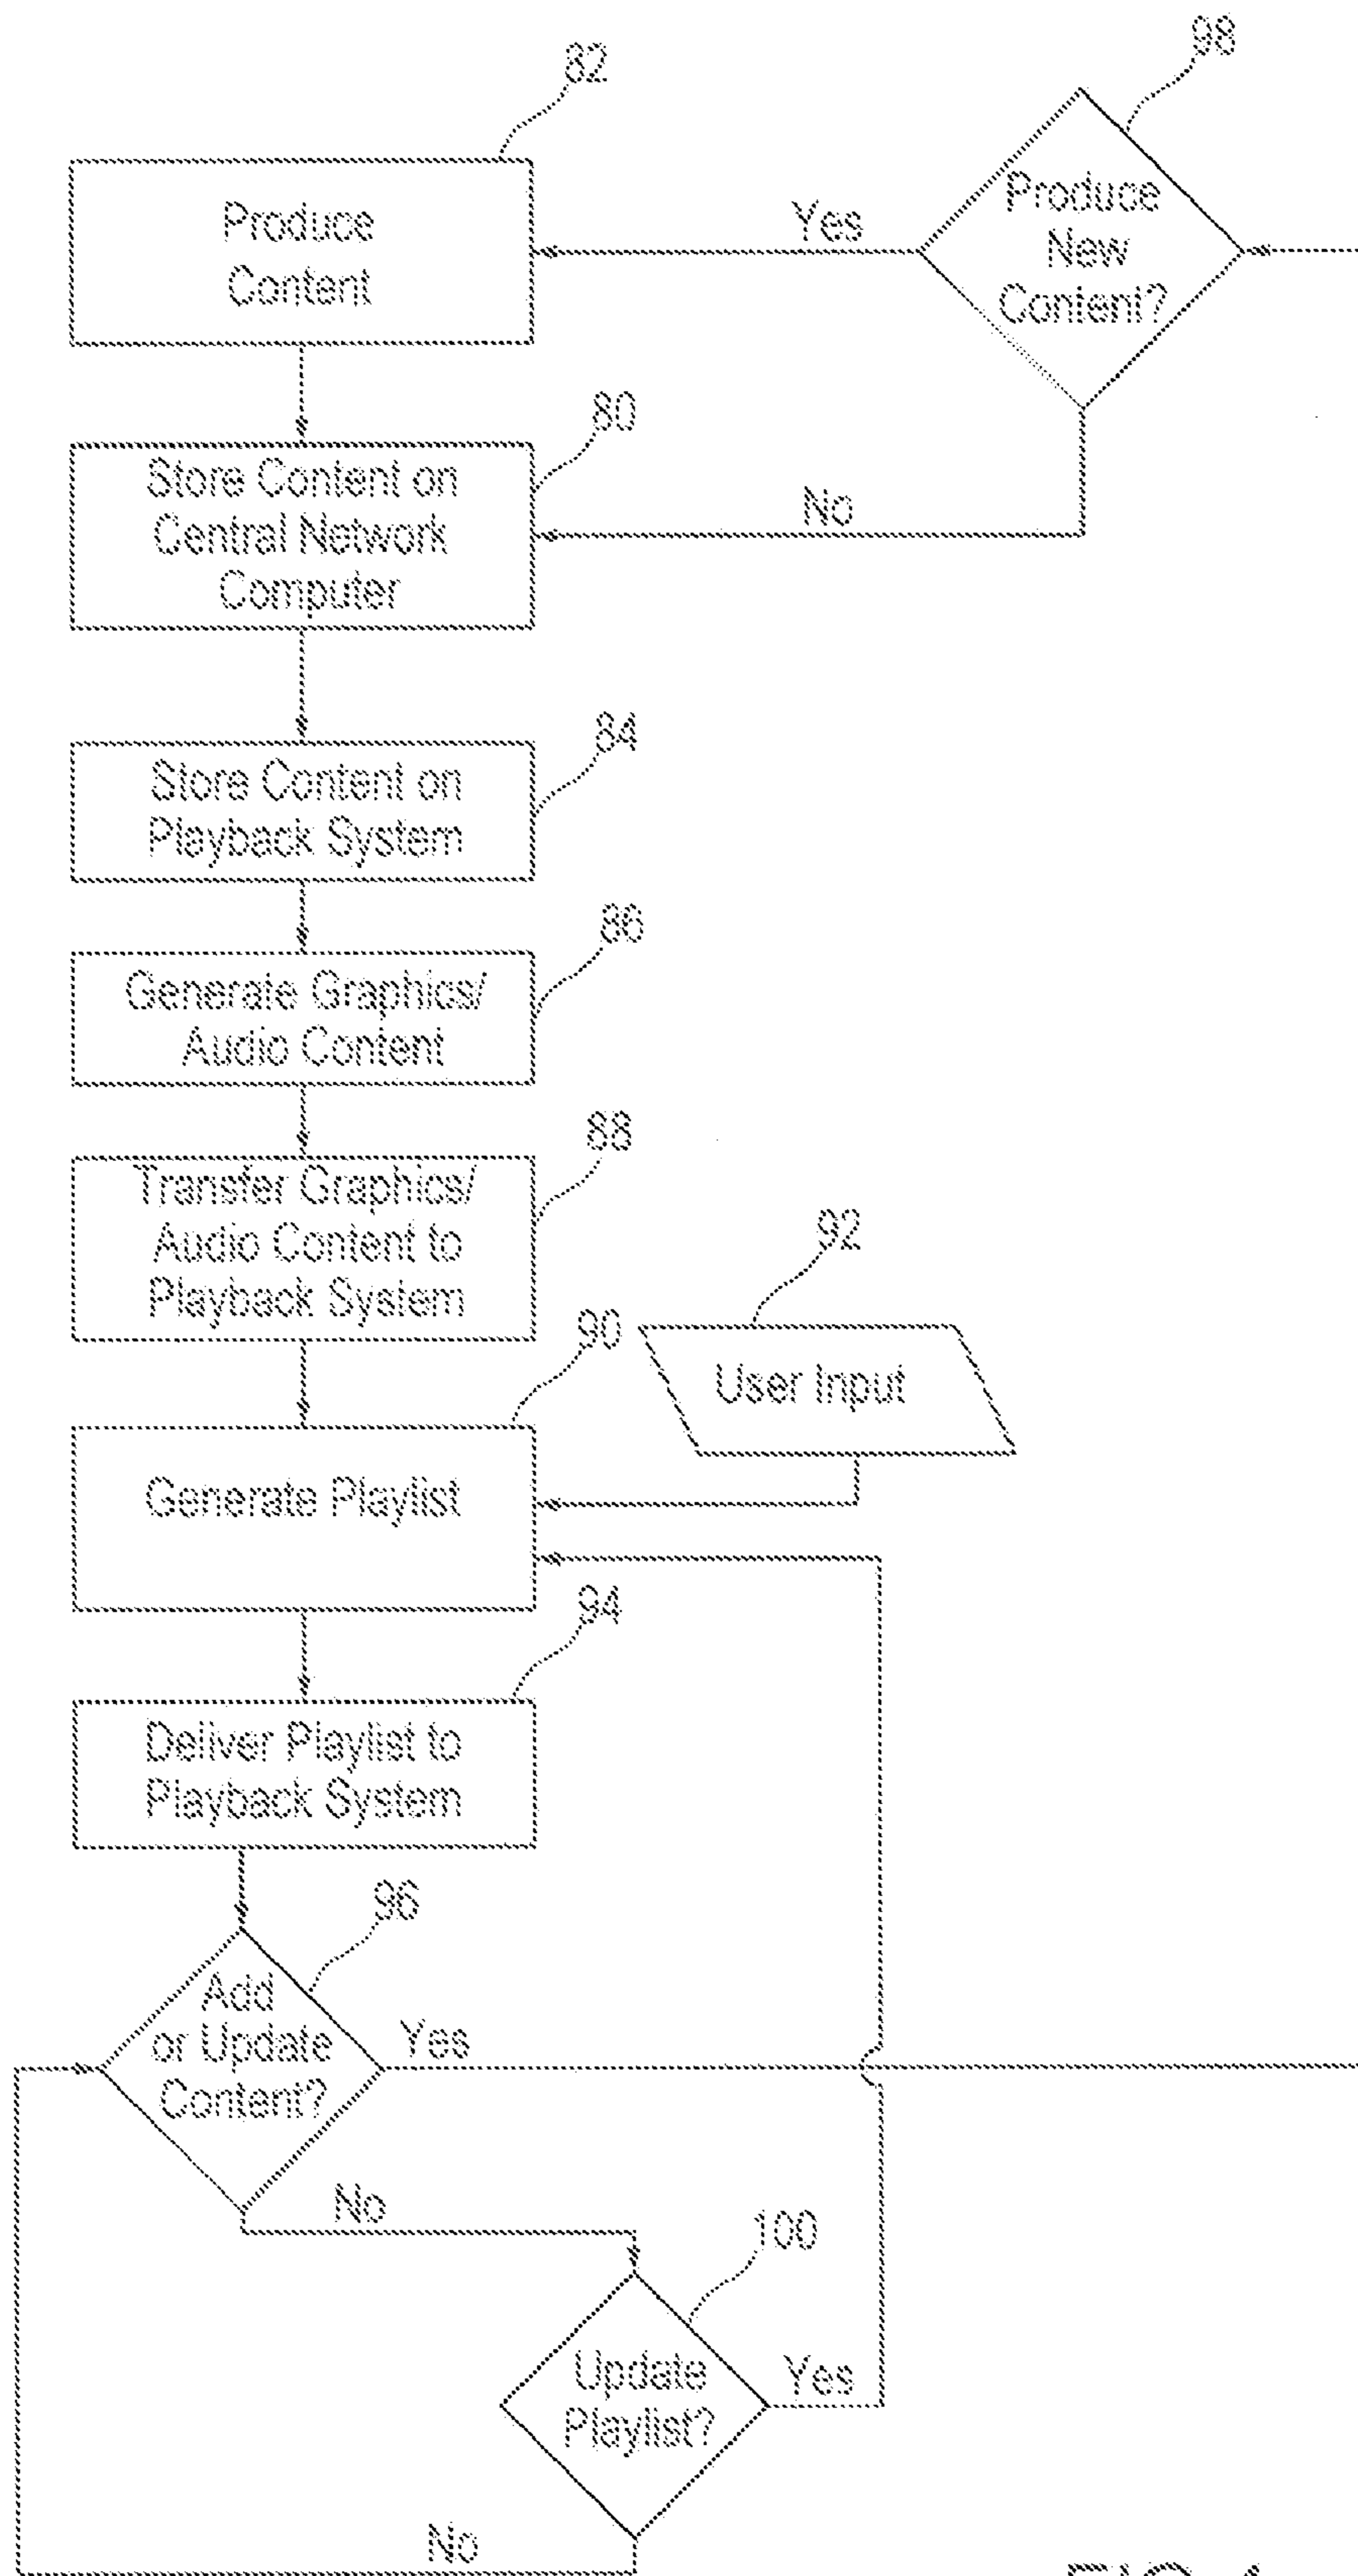 82
98
Produce
Content
Yes
Produce
New
Content?
80
Store Content on
Central Network
Computer
No
84
Store Content on
Playback System
86
Generate Graphics/
Audio Content
88
Transfer Graphics/
Audio Content to
Playback System
92
90
User Input
Generate Playlist
94
Deliver Playlist to
Playback System
96
Add
or Update
Content?
Yes
No
100
Update
Playlist?
Yes
No